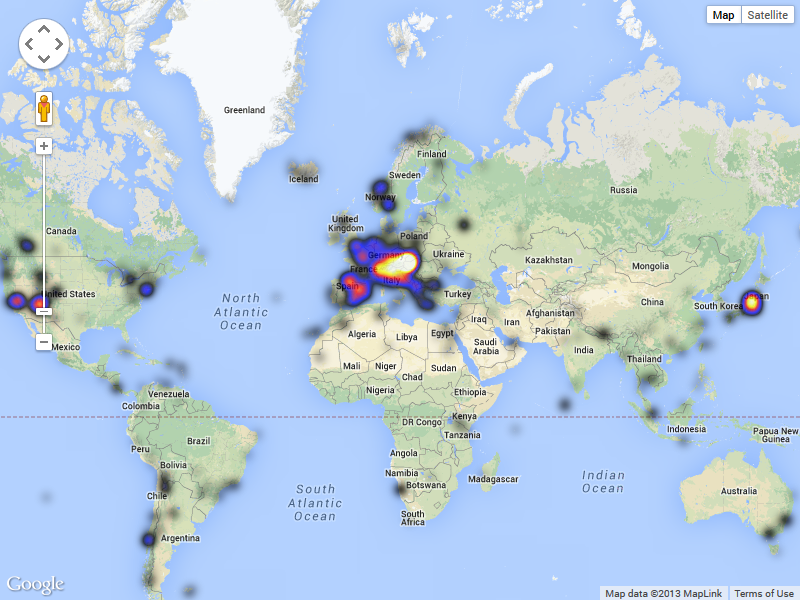 Map
Satellite
Greenland
Iceland
Finland
Sweden
Norway
Russia
United
Kingdom
Canada
Poland
Germany
Ukraine
Kazakhstan
Mongolia
France
Spain
Italy
Turkey
United States
North
Atlantic
Ocean
China
South Korea
Japan
Iraq
Iran
Afghanistan
Pakistan
Algeria
Libya
Egypt
Saudi
Arabia
India
Mexico
Mali
Niger
Chad
Sudan
Thailand
Venezuela
Colombia
Nigeria
Ethiopia
DR Congo
Kenya
Tanzania
Indonesia
Papua New
Guinea
Brazil
Peru
Bolivia
Angola
Namibia
Botswana
Madagascar
Indian
Ocean
South
Atlantic
Ocean
Chile
Australia
South
Africa
Argentina
Google
Map data ©2013 MapLink
Terms of Use